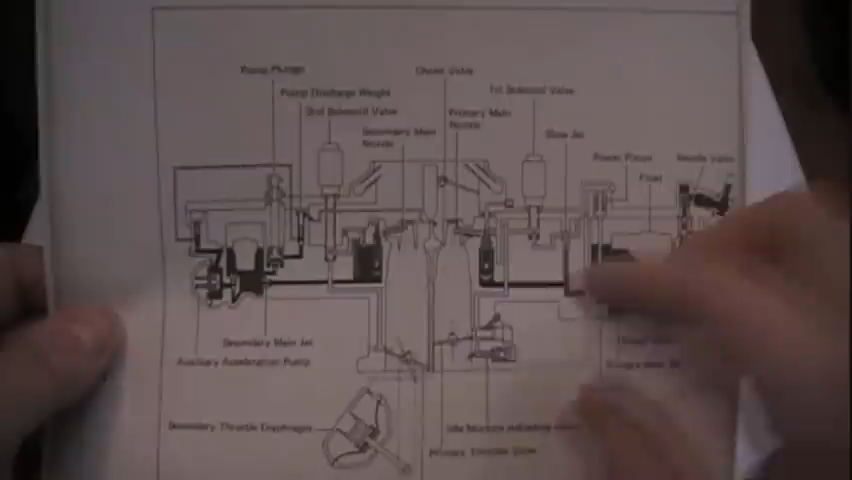 Pump Plunger
Choke Valve
Pump Discharge Weight
1st Solenoid Valve
2nd Solenoid Valve
Primary Main
Nozzle
Secondary Main
Nozzle
Slow Jet
Power Piston
Needle Valve
Float
Secondary Main Jet
Auxiliary Acceleration Pump
Secondary Throttle Diaphragm
Idle Mixture Adjusting
Primary Throttle Valve